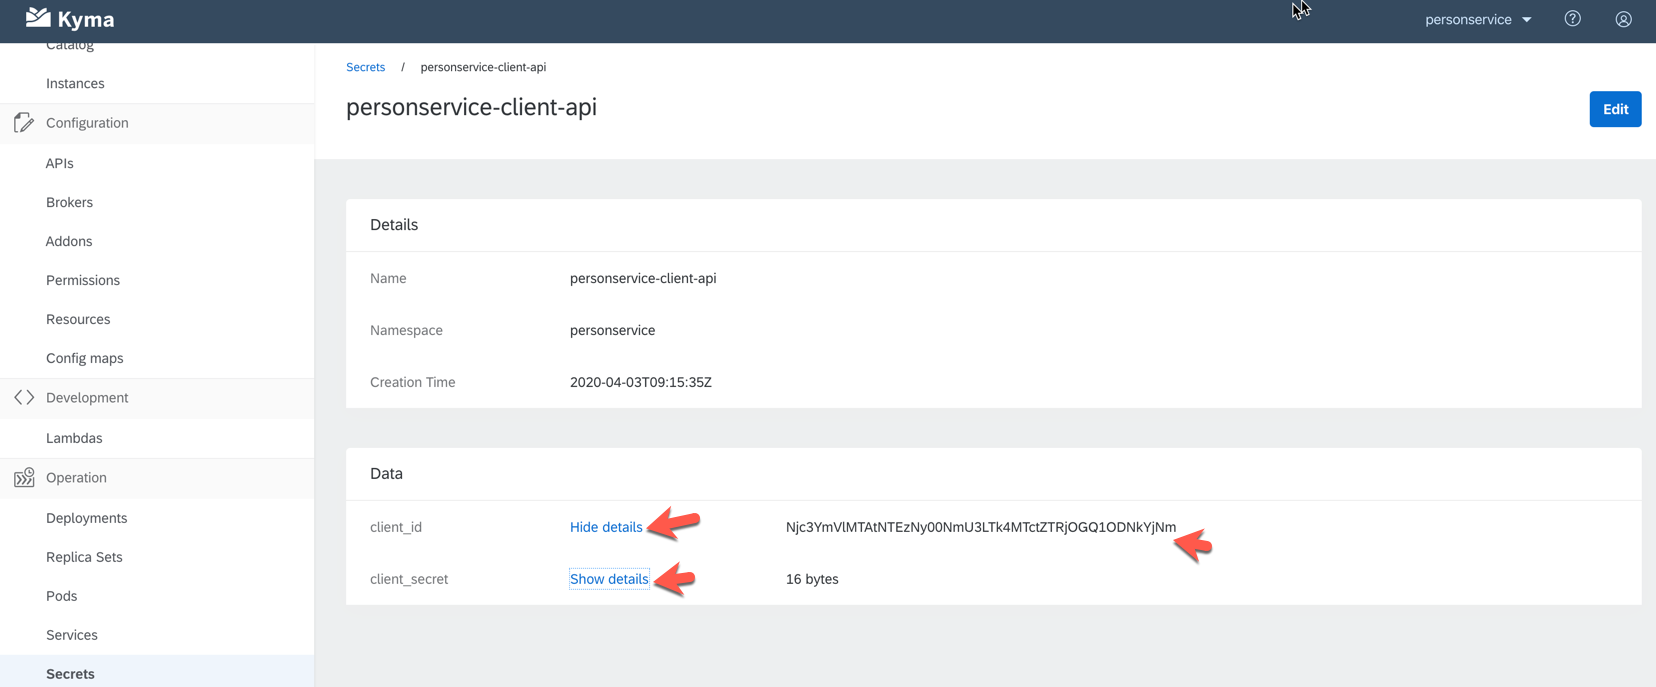 Kyma
personservice
Catalog
Instances
Configuration
APIs
Brokers
Addons
Permissions
Resources
Config maps
Development
Lambdas
Operation
Deployments
Replica Sets
Pods
Services
Secrets
Secrets / personservice-client-api
personservice-client-api
Edit
Details
Name personservice-client-api
Namespace personservice
Creation Time 2020-04-03T09:15:35Z
Data
client_id Hide details Njc3YmVlMTAtNTEzNy00NmU3LTk4MTctZTRjOGQ1ODNkYjNm
client_secret Show details 16 bytes